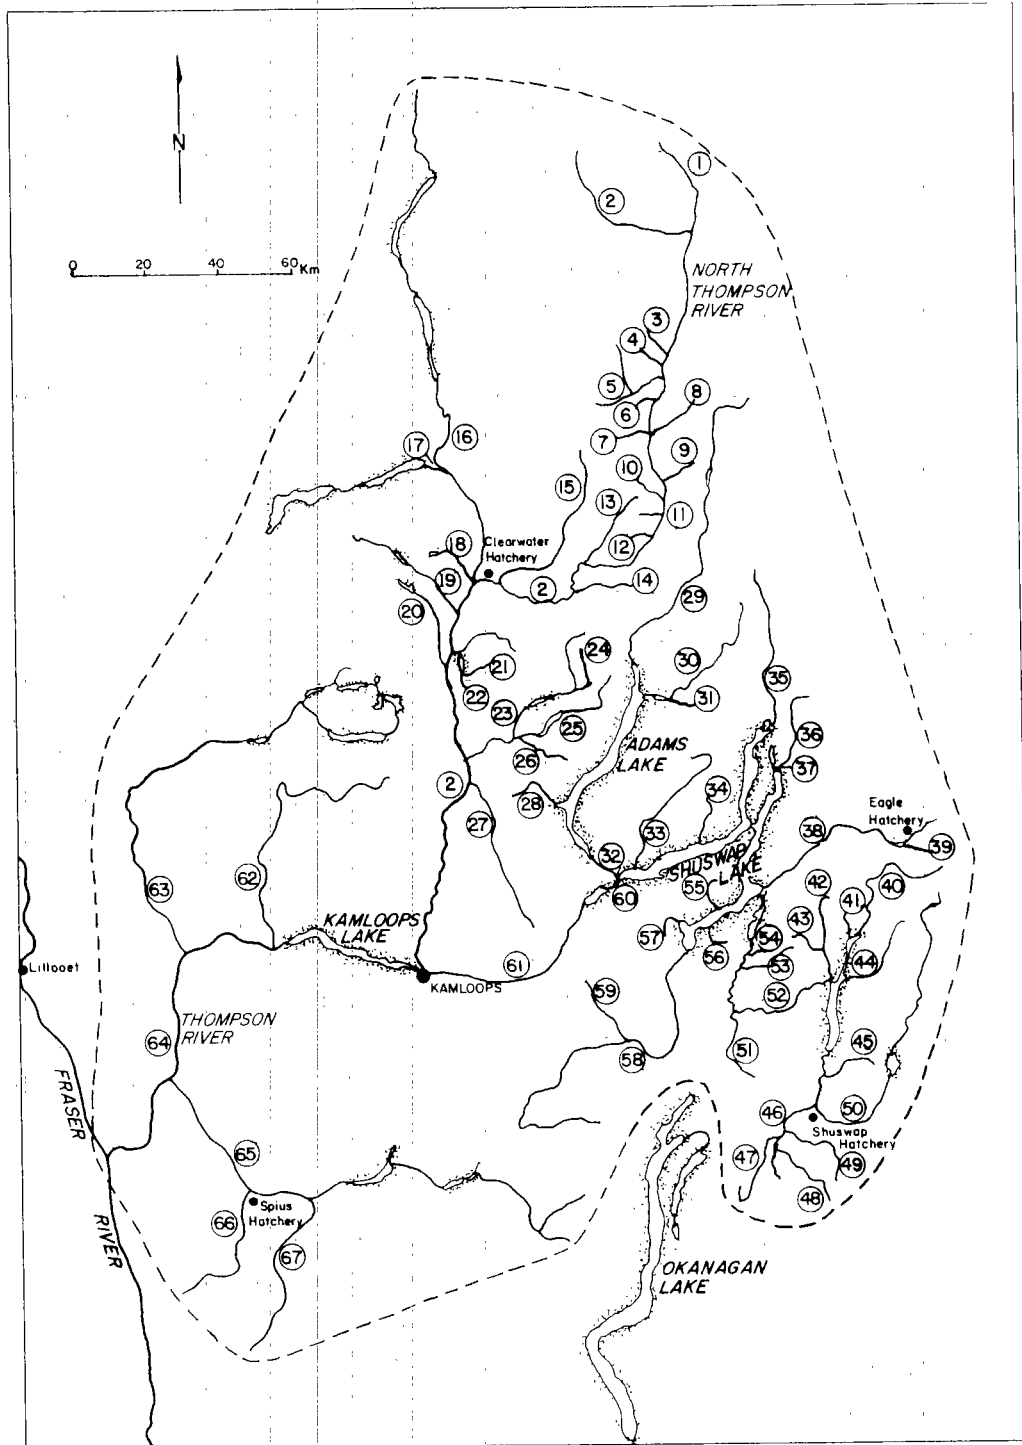 N
0
20
40
60 Km
1
2
NORTH
THOMPSON
RIVER
3
4
5
6
7
8
9
10
11
12
13
14
15
16
17
18
19
20
Clearwater
Hatchery
2
21
22
23
24
25
26
27
28
29
30
31
ADAMS
LAKE
2
32
33
34
35
36
37
SHUSWAP
LAKE
Eagle
Hatchery
38
39
40
41
42
43
44
45
46
47
48
49
50
Shuswap
Hatchery
51
52
53
54
55
56
57
58
59
60
61
KAMLOOPS
LAKE
KAMLOOPS
62
63
Lillooet
THOMPSON
RIVER
64
FRASER
RIVER
65
66
Spius
Hatchery
67
OKANAGAN
LAKE